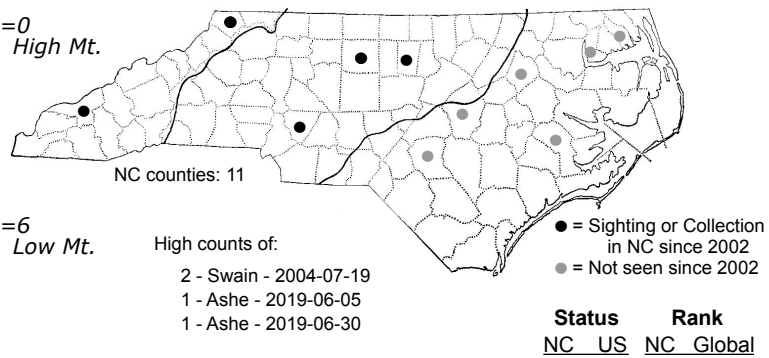 =0
High Mt.
NC counties: 11
=6
Low Mt.
High counts of:
2 - Swain - 2004-07-19
1 - Ashe - 2019-06-05
1 - Ashe - 2019-06-30
= Sighting or Collection
in NC since 2002
= Not seen since 2002
Status Rank
NC US NC Global